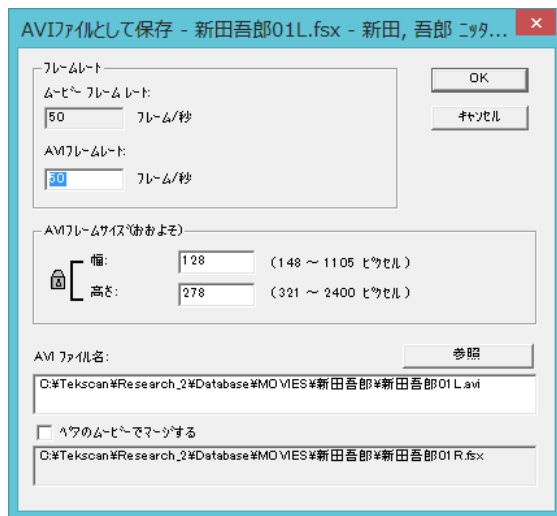 AVIﾌｧｲﾙとして保存 - 新田吾郎01L.fsx - 新田, 吾郎 ﾆｯﾀ...
ﾌﾚｰﾑﾚｰﾄ
ﾑｰﾋﾞｰ ﾌﾚｰﾑ ﾚｰﾄ:
50 ﾌﾚｰﾑ/秒
AVIﾌﾚｰﾑﾚｰﾄ:
50 ﾌﾚｰﾑ/秒
OK
ｷｬﾝｾﾙ
AVIﾌﾚｰﾑｻｲｽﾞ(おおよそ)
幅: 128 (148 ～ 1105 ﾋﾟｸｾﾙ)
高さ: 278 (321 ～ 2400 ﾋﾟｸｾﾙ)
AVI ﾌｧｲﾙ名:
参照
C:¥Tekscan¥Research_2¥Database¥MOVIES¥新田吾郎¥新田吾郎01L.avi
ﾍﾟｱのﾑｰﾋﾞｰでﾏｰｼﾞする
C:¥Tekscan¥Research_2¥Database¥MOVIES¥新田吾郎¥新田吾郎01R.fsx